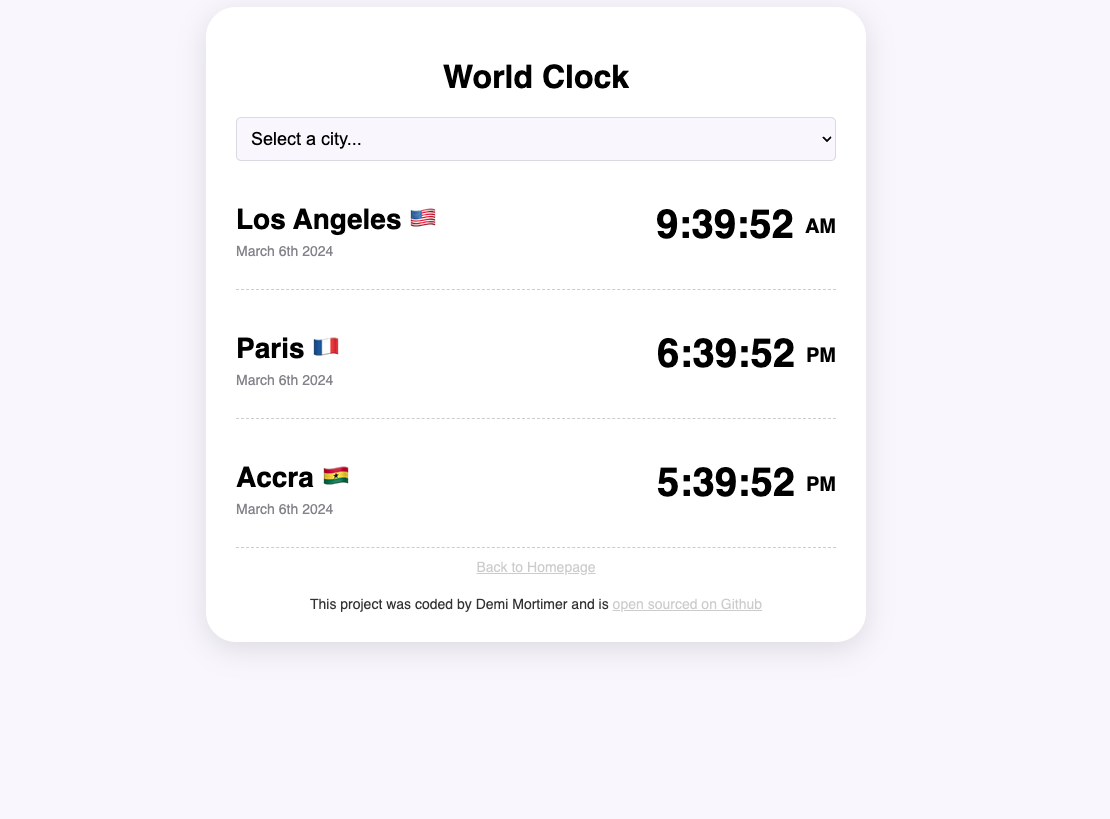 World Clock
Select a city...
Los Angeles 🇺🇸
9:39:52 AM
March 6th 2024
Paris 🇫🇷
6:39:52 PM
March 6th 2024
Accra 🇬🇭
5:39:52 PM
March 6th 2024
Back to Homepage
This project was coded by Demi Mortimer and is open sourced on Github